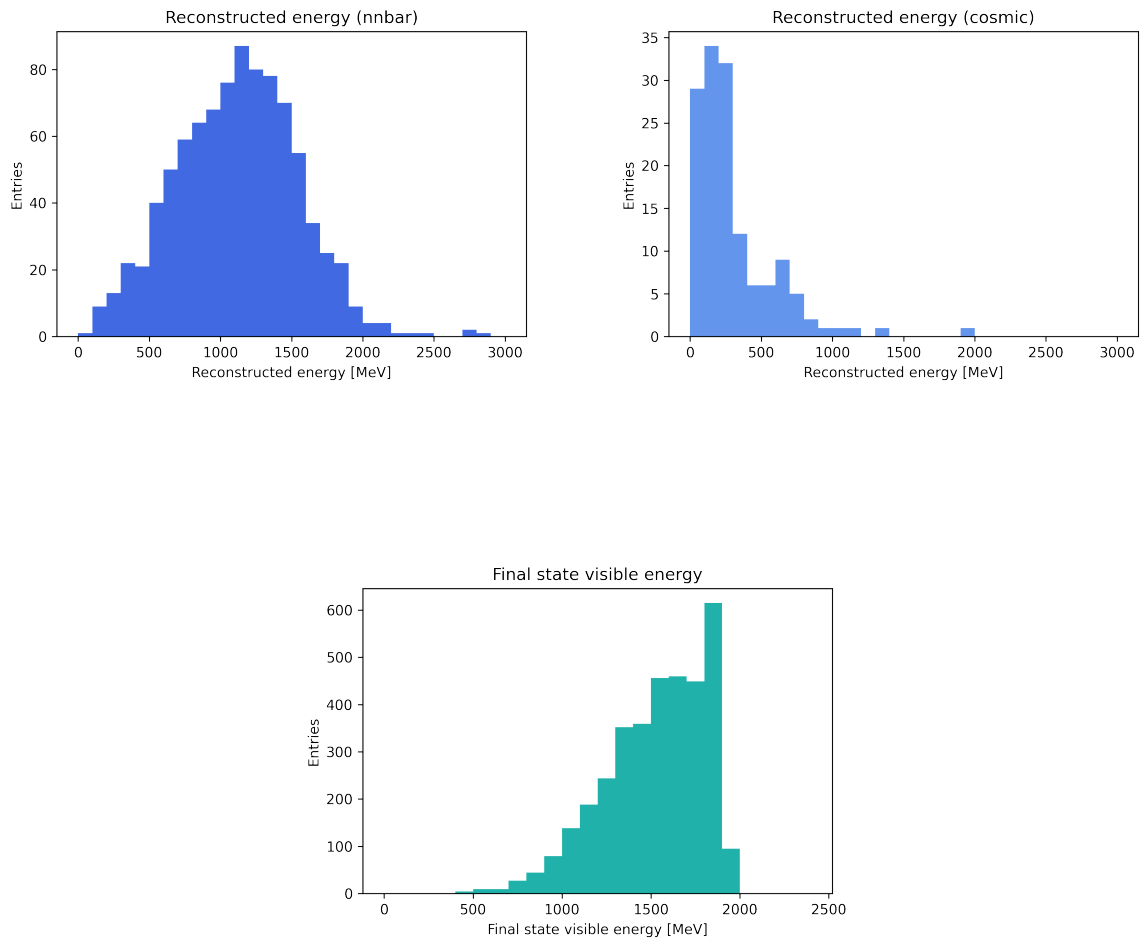 Reconstructed energy (nnbar)
80
60
40
20
0
Entries
0 500 1000 1500 2000 2500 3000
Reconstructed energy [MeV]
Reconstructed energy (cosmic)
35
30
25
20
15
10
5
0
Entries
0 500 1000 1500 2000 2500 3000
Reconstructed energy [MeV]
Final state visible energy
600
500
400
300
200
100
0
Entries
0 500 1000 1500 2000 2500
Final state visible energy [MeV]